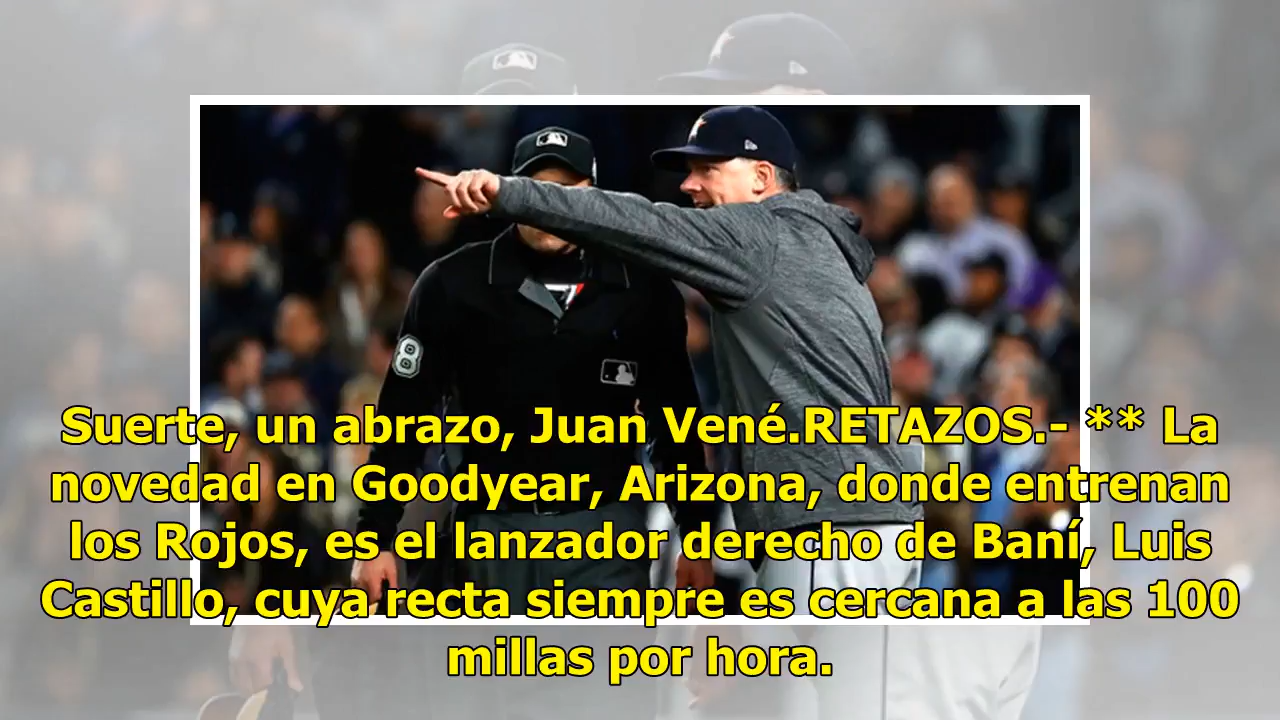 Suerte, un abrazo, Juan Vené.RETAZOS.- ** La
novedad en Goodyear, Arizona, donde entrenan
los Rojos, es el lanzador derecho de Baní, Luis
Castillo, cuya recta siempre es cercana a las 100
millas por hora.
8